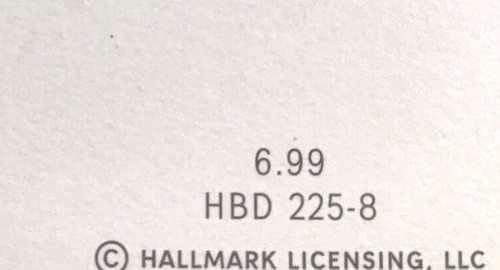 6.99
HBD 225-8
© HALLMARK LICENSING, LLC